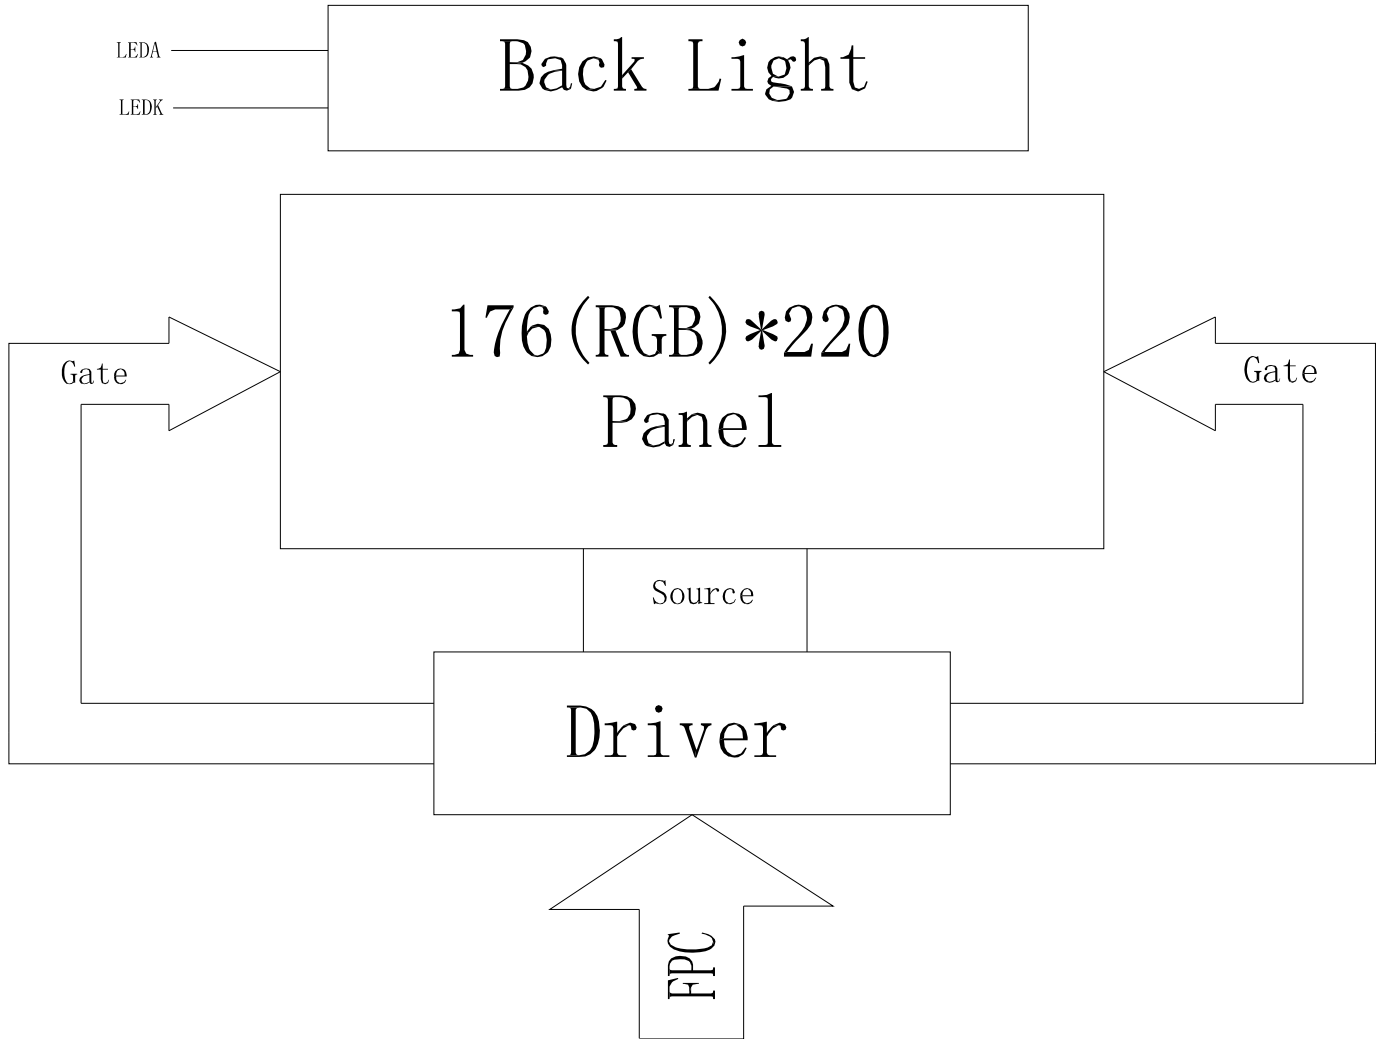 LEDA
Back Light
LEDK
176(RGB)*220
Panel
Gate
Gate
Source
Driver
FPC